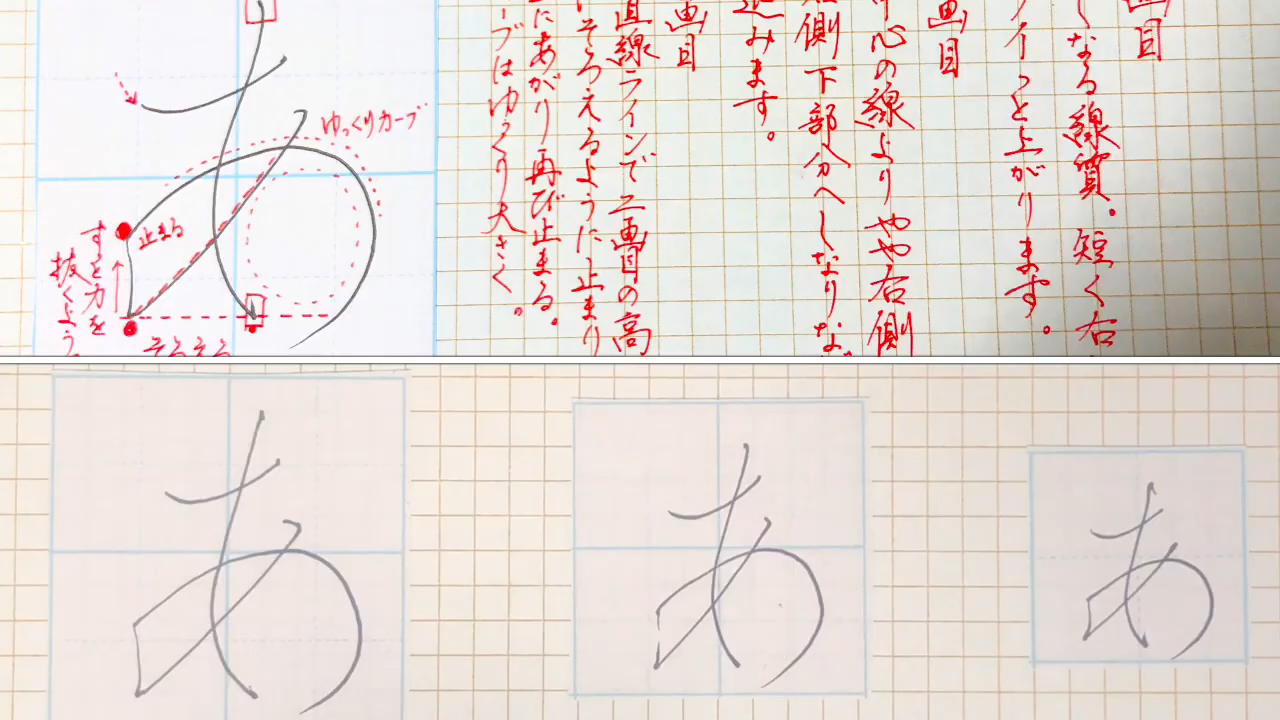 画目
しなる線質。短く右
イーっと上がります。
画目
心の線よりやや右側
側下部分へしなりな
込みます。
画目
直線ラインで二画目の高
そろえるように止まり
にあがり再び止まる。
ーブはゆっくり大きく。
ゆっくりカーブ
あ
止まる
すっと力を
抜くよう
そろえる
あ
あ
あ